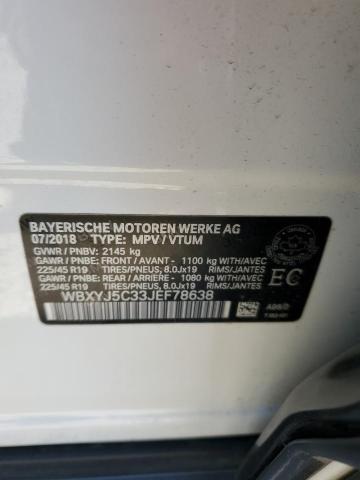 BAYERISCHE MOTOREN WERKE AG
07/2018 TYPE: MPV / VTUM
GVWR / PNBV: 2145 kg
GAWR / PNBE: FRONT / AVANT - 1100 kg WITH/AVEC
225/45 R19 TIRES/PNEUS, 8.0Jx19 RIMS/JANTES
GAWR / PNBE: REAR / ARRIERE - 1080 kg WITH/AVEC
225/45 R19 TIRES/PNEUS, 8.0Jx19 RIMS/JANTES
EC
WBXYJ5C33JEF78638